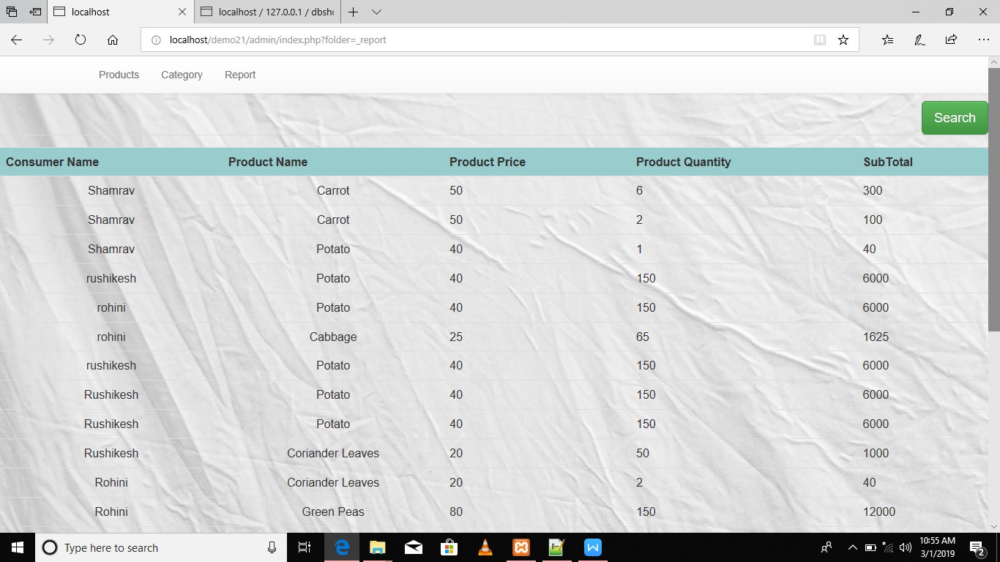 localhost
localhost / 127.0.0.1 / dbsho
localhost/demo21/admin/index.php?folder=_report
Products Category Report
Search
Consumer Name Product Name Product Price Product Quantity SubTotal
Shamrav Carrot 50 6 300
Shamrav Carrot 50 2 100
Shamrav Potato 40 1 40
rushikesh Potato 40 150 6000
rohini Potato 40 150 6000
rohini Cabbage 25 65 1625
rushikesh Potato 40 150 6000
Rushikesh Potato 40 150 6000
Rushikesh Potato 40 150 6000
Rushikesh Coriander Leaves 20 50 1000
Rohini Coriander Leaves 20 2 40
Rohini Green Peas 80 150 12000
Type here to search
10:55 AM
3/1/2019
2